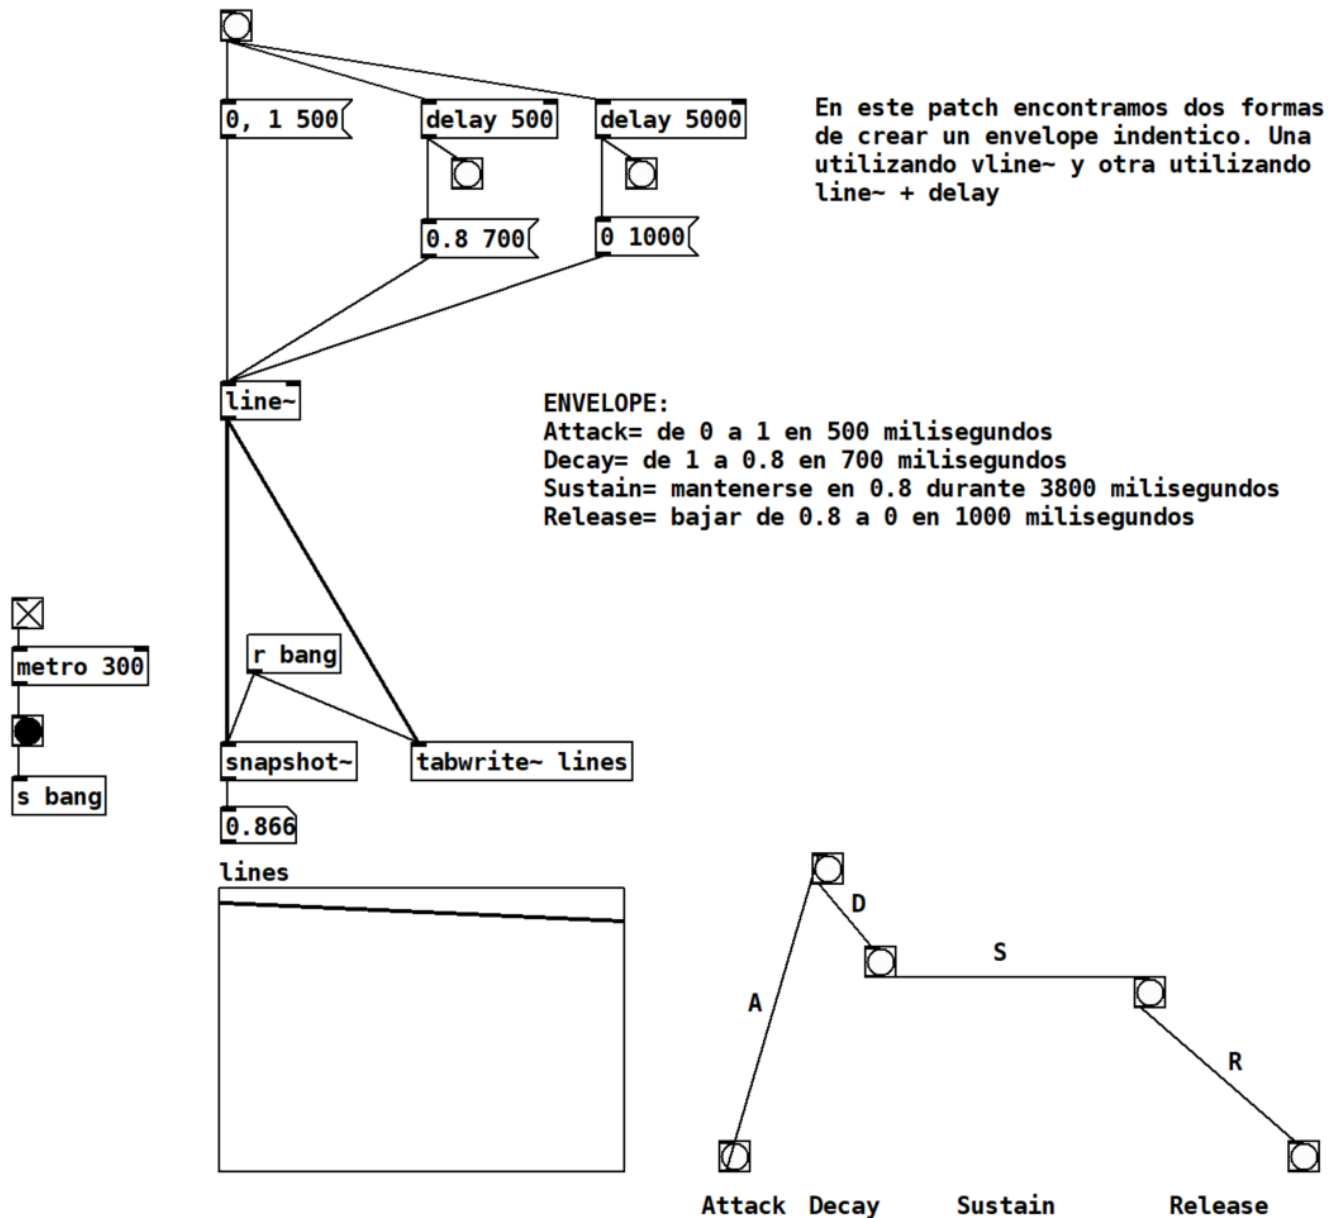 0, 1 500
delay 500
delay 5000
En este patch encontramos dos formas
de crear un envelope indentico. Una
utilizando vline~ y otra utilizando
line~ + delay
0.8 700
0 1000
line~
ENVELOPE:
Attack= de 0 a 1 en 500 milisegundos
Decay= de 1 a 0.8 en 700 milisegundos
Sustain= mantenerse en 0.8 durante 3800 milisegundos
Release= bajar de 0.8 a 0 en 1000 milisegundos
metro 300
r bang
s bang
snapshot~
tabwrite~ lines
0.866
lines
D
S
A
R
Attack
Decay
Sustain
Release